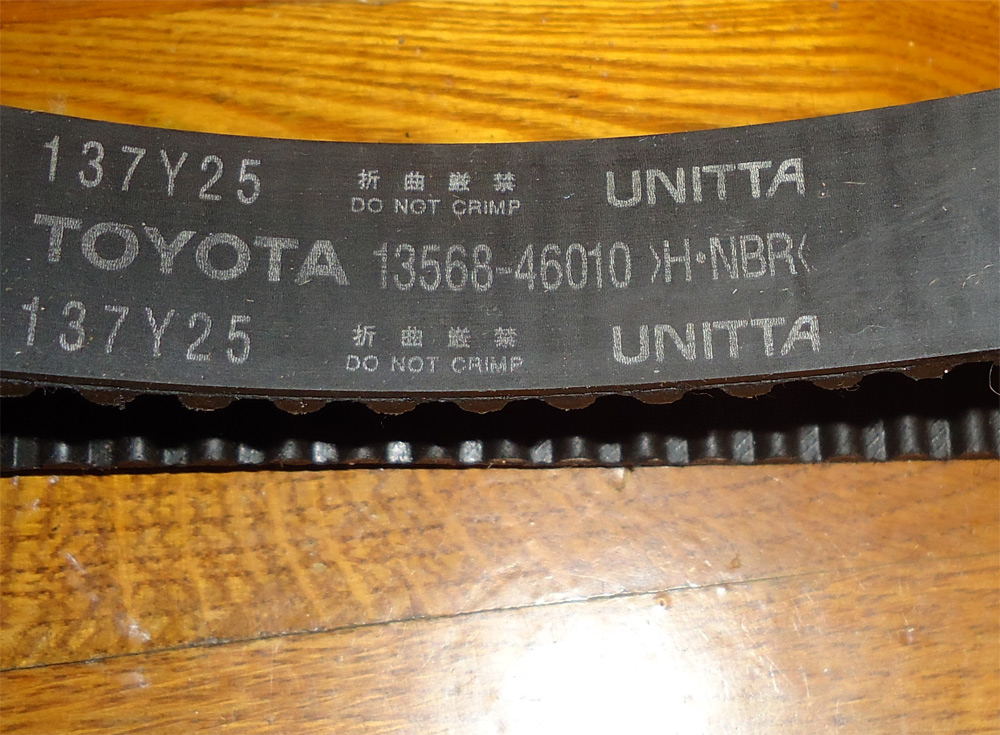 137Y25 折曲厳禁 UNITTA
DO NOT CRIMP
TOYOTA 13568-46010 >H•NBR<
137Y25 折曲厳禁 UNITTA
DO NOT CRIMP